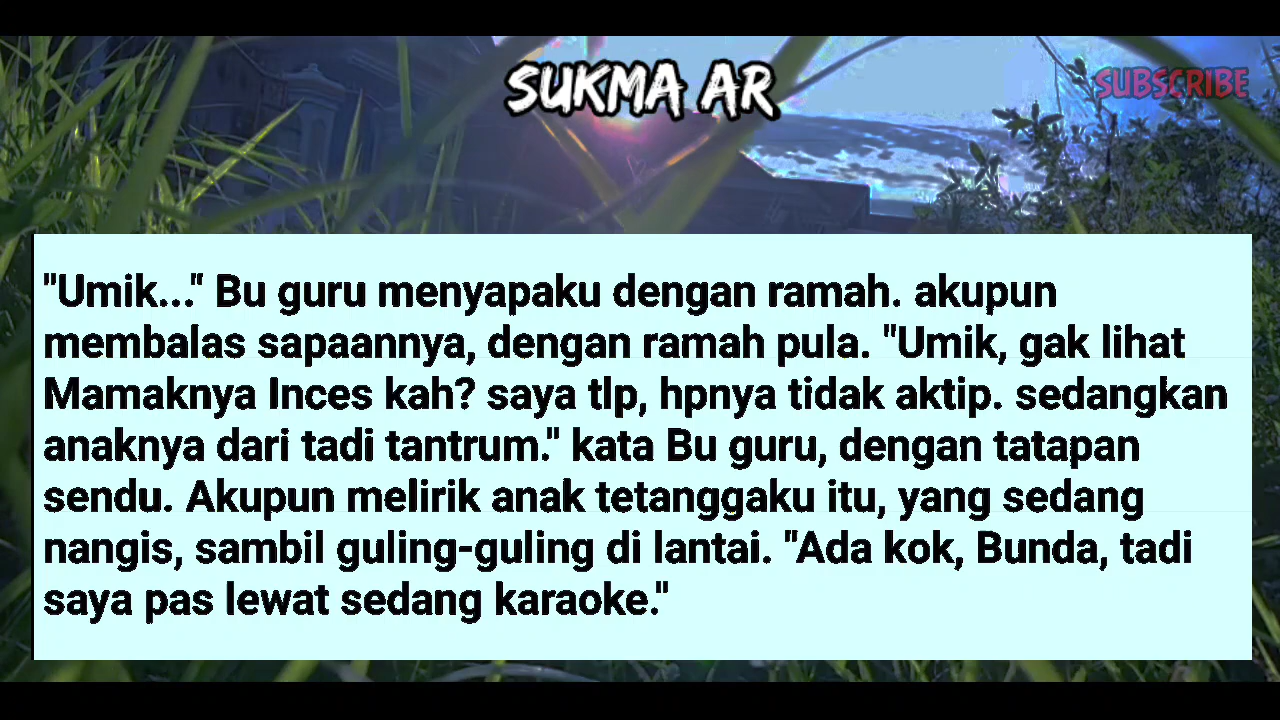 SUKMA AR
SUBSCRIBE
"Umik..." Bu guru menyapaku dengan ramah. akupun
membalas sapaannya, dengan ramah pula. "Umik, gak lihat
Mamaknya Inces kah? saya tlp, hpnya tidak aktip. sedangkan
anaknya dari tadi tantrum." kata Bu guru, dengan tatapan
sendu. Akupun melirik anak tetanggaku itu, yang sedang
nangis, sambil guling-guling di lantai. "Ada kok, Bunda, tadi
saya pas lewat sedang karaoke."